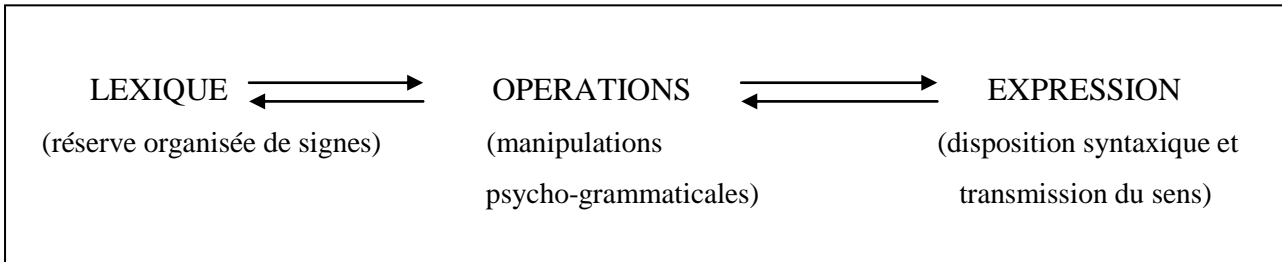 LEXIQUE OPERATIONS EXPRESSION
(réserve organisée de signes) (manipulations (disposition syntaxique et
psycho-grammaticales) transmission du sens)